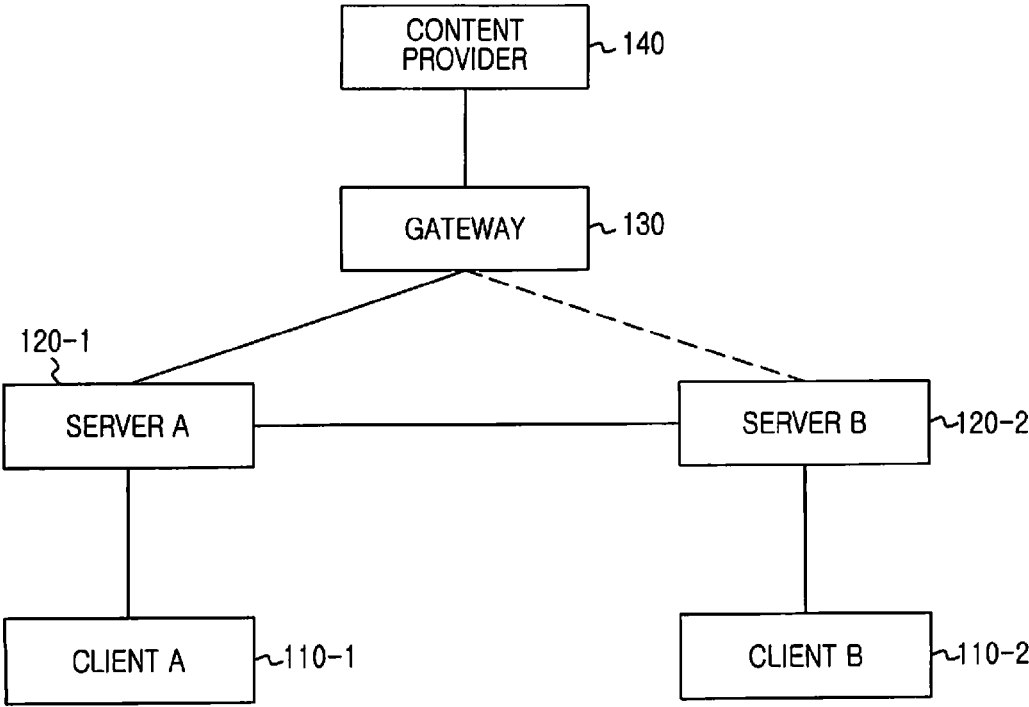 CONTENT
PROVIDER
140
GATEWAY
130
120-1
SERVER A
SERVER B
120-2
CLIENT A
110-1
CLIENT B
110-2